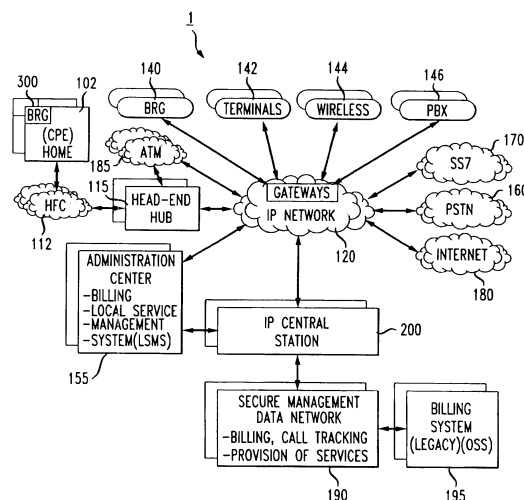 1
300
102
BRG
(CPE)
HOME
140
BRG
142
TERMINALS
144
WIRELESS
146
PBX
185
ATM
115
HEAD-END
HUB
HFC
112
GATEWAYS
IP NETWORK
120
SS7
170
PSTN
160
INTERNET
180
ADMINISTRATION
CENTER
-BILLING
-LOCAL SERVICE
-MANAGEMENT
-SYSTEM(LSMS)
155
IP CENTRAL
STATION
200
SECURE MANAGEMENT
DATA NETWORK
-BILLING, CALL TRACKING
-PROVISION OF SERVICES
190
BILLING
SYSTEM
(LEGACY)(OSS)
195